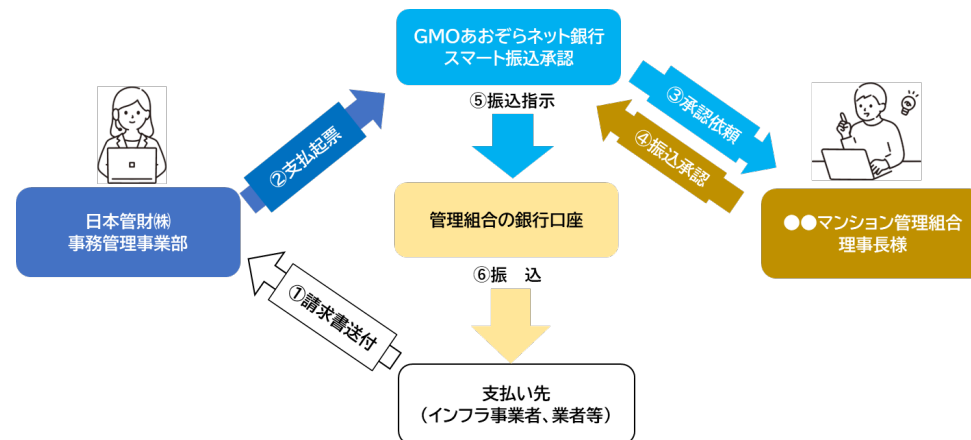 GMOあおぞらネット銀行
スマート振込承認
⑤振込指示
③承認依頼
②支払起票
④振込承認
日本管財㈱
事務管理事業部
管理組合の銀行口座
●●マンション管理組合
理事長様
⑥振　込
①請求書送付
支払い先
（インフラ事業者、業者等）